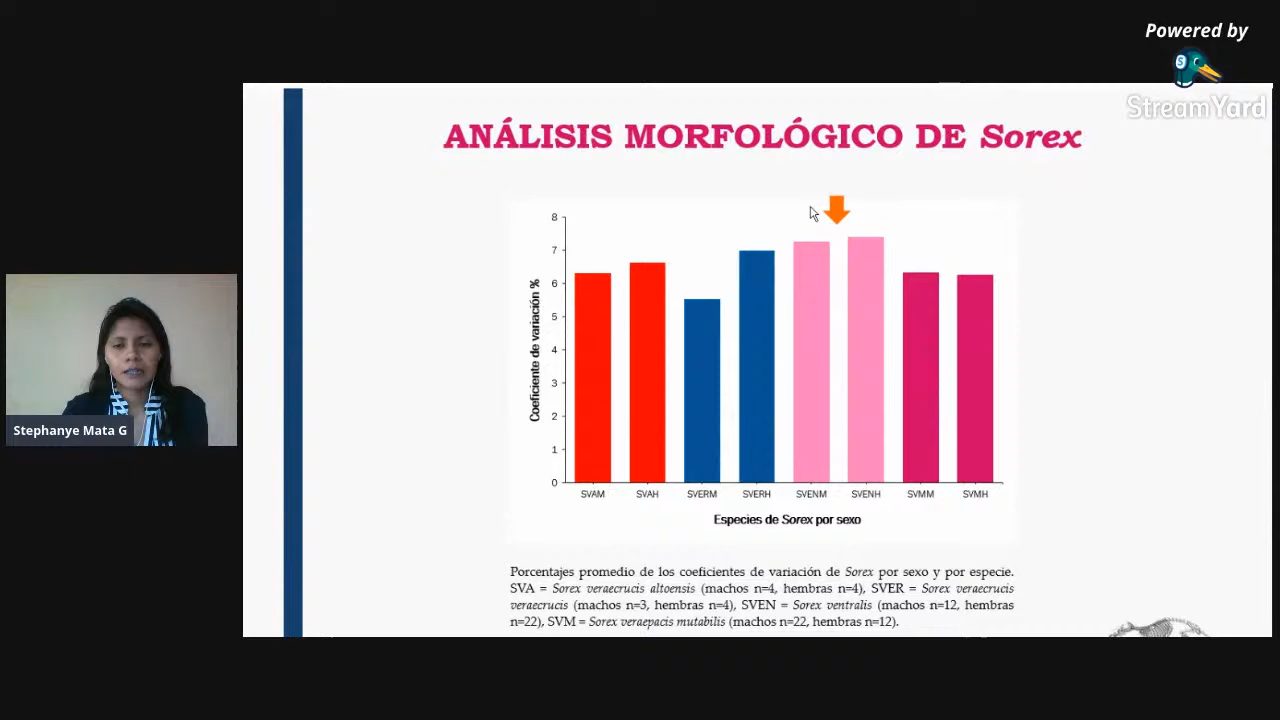 Powered by
StreamYard
ANÁLISIS MORFOLÓGICO DE Sorex
8
7
6
5
4
3
2
1
0
Coeficiente de variación %
SVAM SVAH SVERM SVERH SVENM SVENH SVMM SVMH
Especies de Sorex por sexo
Stephanye Mata G
Porcentajes promedio de los coeficientes de variación de Sorex por sexo y por especie.
SVA = Sorex veraecrucis altoensis (machos n=4, hembras n=4), SVER = Sorex veraecrucis
veraecrucis (machos n=3, hembras n=4), SVEN = Sorex ventralis (machos n=12, hembras
n=22), SVM = Sorex veraepacis mutabilis (machos n=22, hembras n=12).